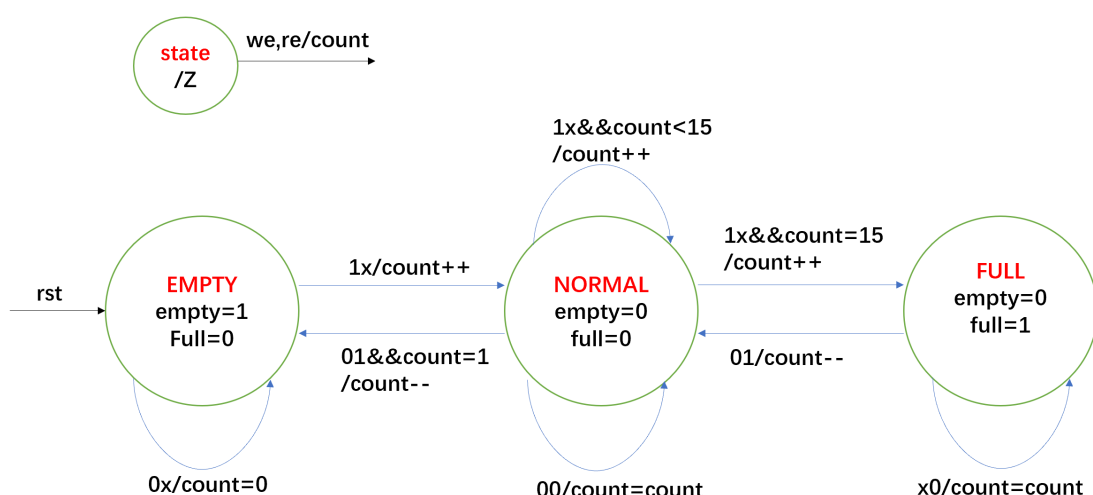 state
/Z
we,re/count
1x&&count<15
/count++
rst
EMPTY
empty=1
Full=0
1x/count++
01&&count=1
/count--
NORMAL
empty=0
full=0
1x&&count=15
/count++
01/count--
FULL
empty=0
full=1
0x/count=0
00/count=count
x0/count=count